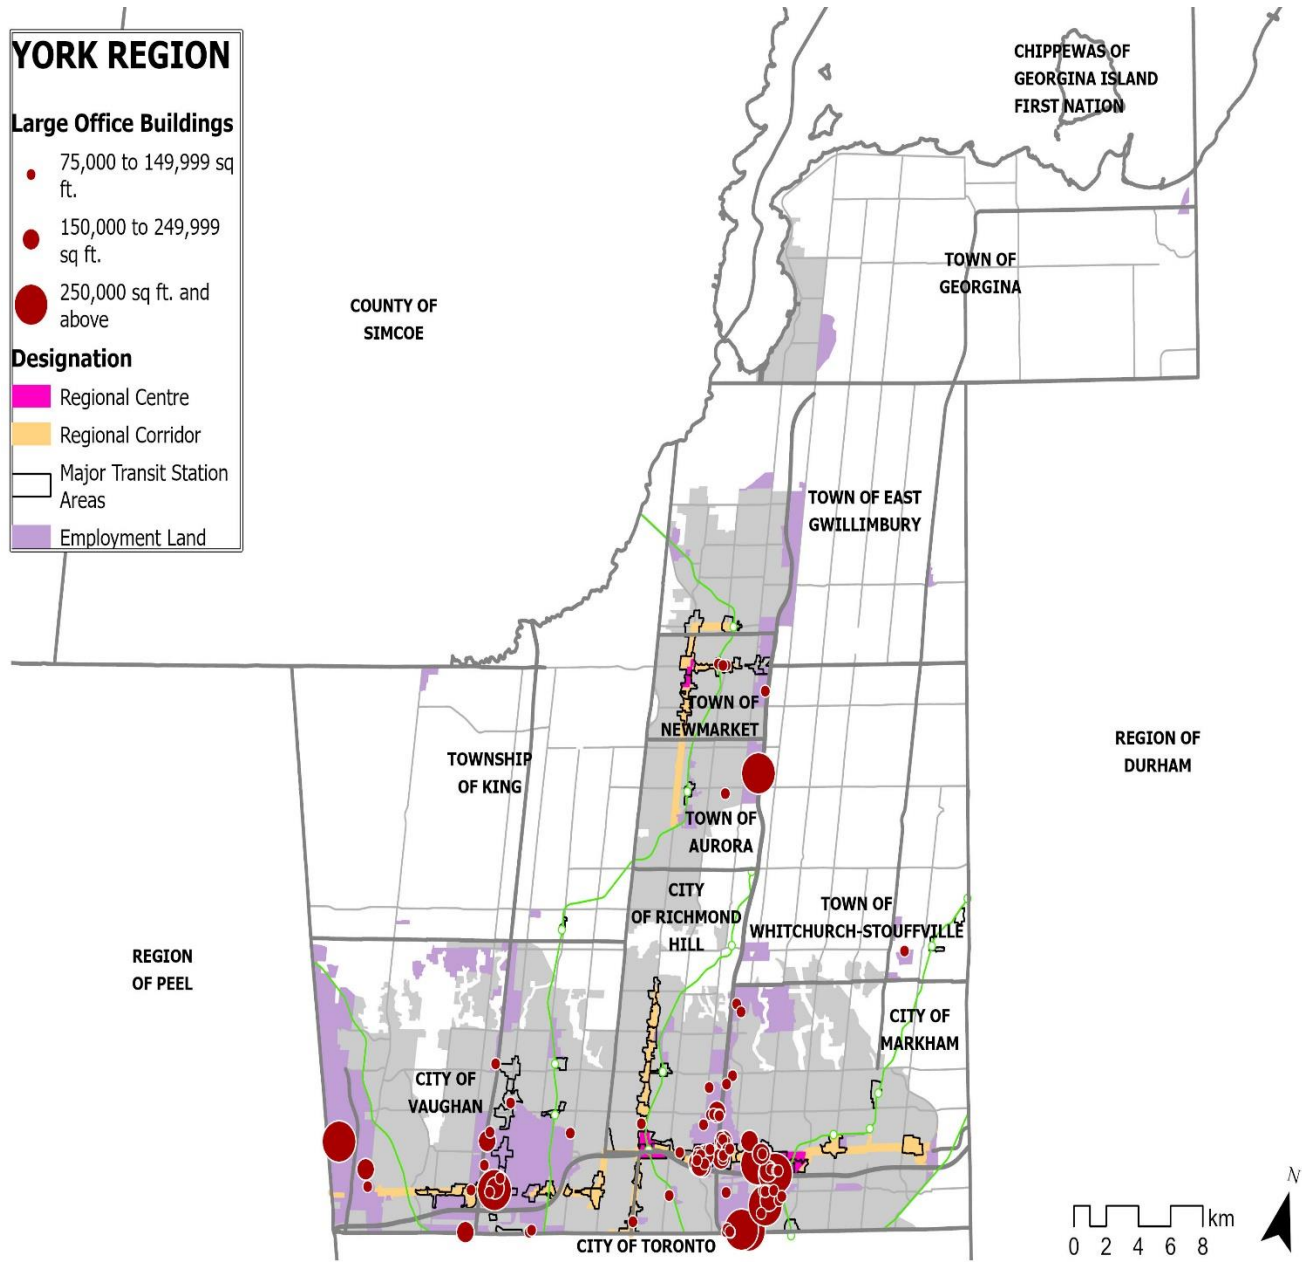 YORK REGION
Large Office Buildings
75,000 to 149,999 sq
ft.
150,000 to 249,999
sq ft.
250,000 sq ft. and
above
Designation
Regional Centre
Regional Corridor
Major Transit Station
Areas
Employment Land
CHIPPEWAS OF
GEORGINA ISLAND
FIRST NATION
COUNTY OF
SIMCOE
TOWN OF
GEORGINA
TOWN OF EAST
GWILLIMBURY
TOWN OF
NEWMARKET
TOWNSHIP
OF KING
REGION OF
DURHAM
TOWN OF
AURORA
CITY
OF RICHMOND
HILL
TOWN OF
WHITCHURCH-STOUFFVILLE
REGION
OF PEEL
CITY OF
MARKHAM
CITY OF
VAUGHAN
CITY OF TORONTO
N
km
0 2 4 6 8